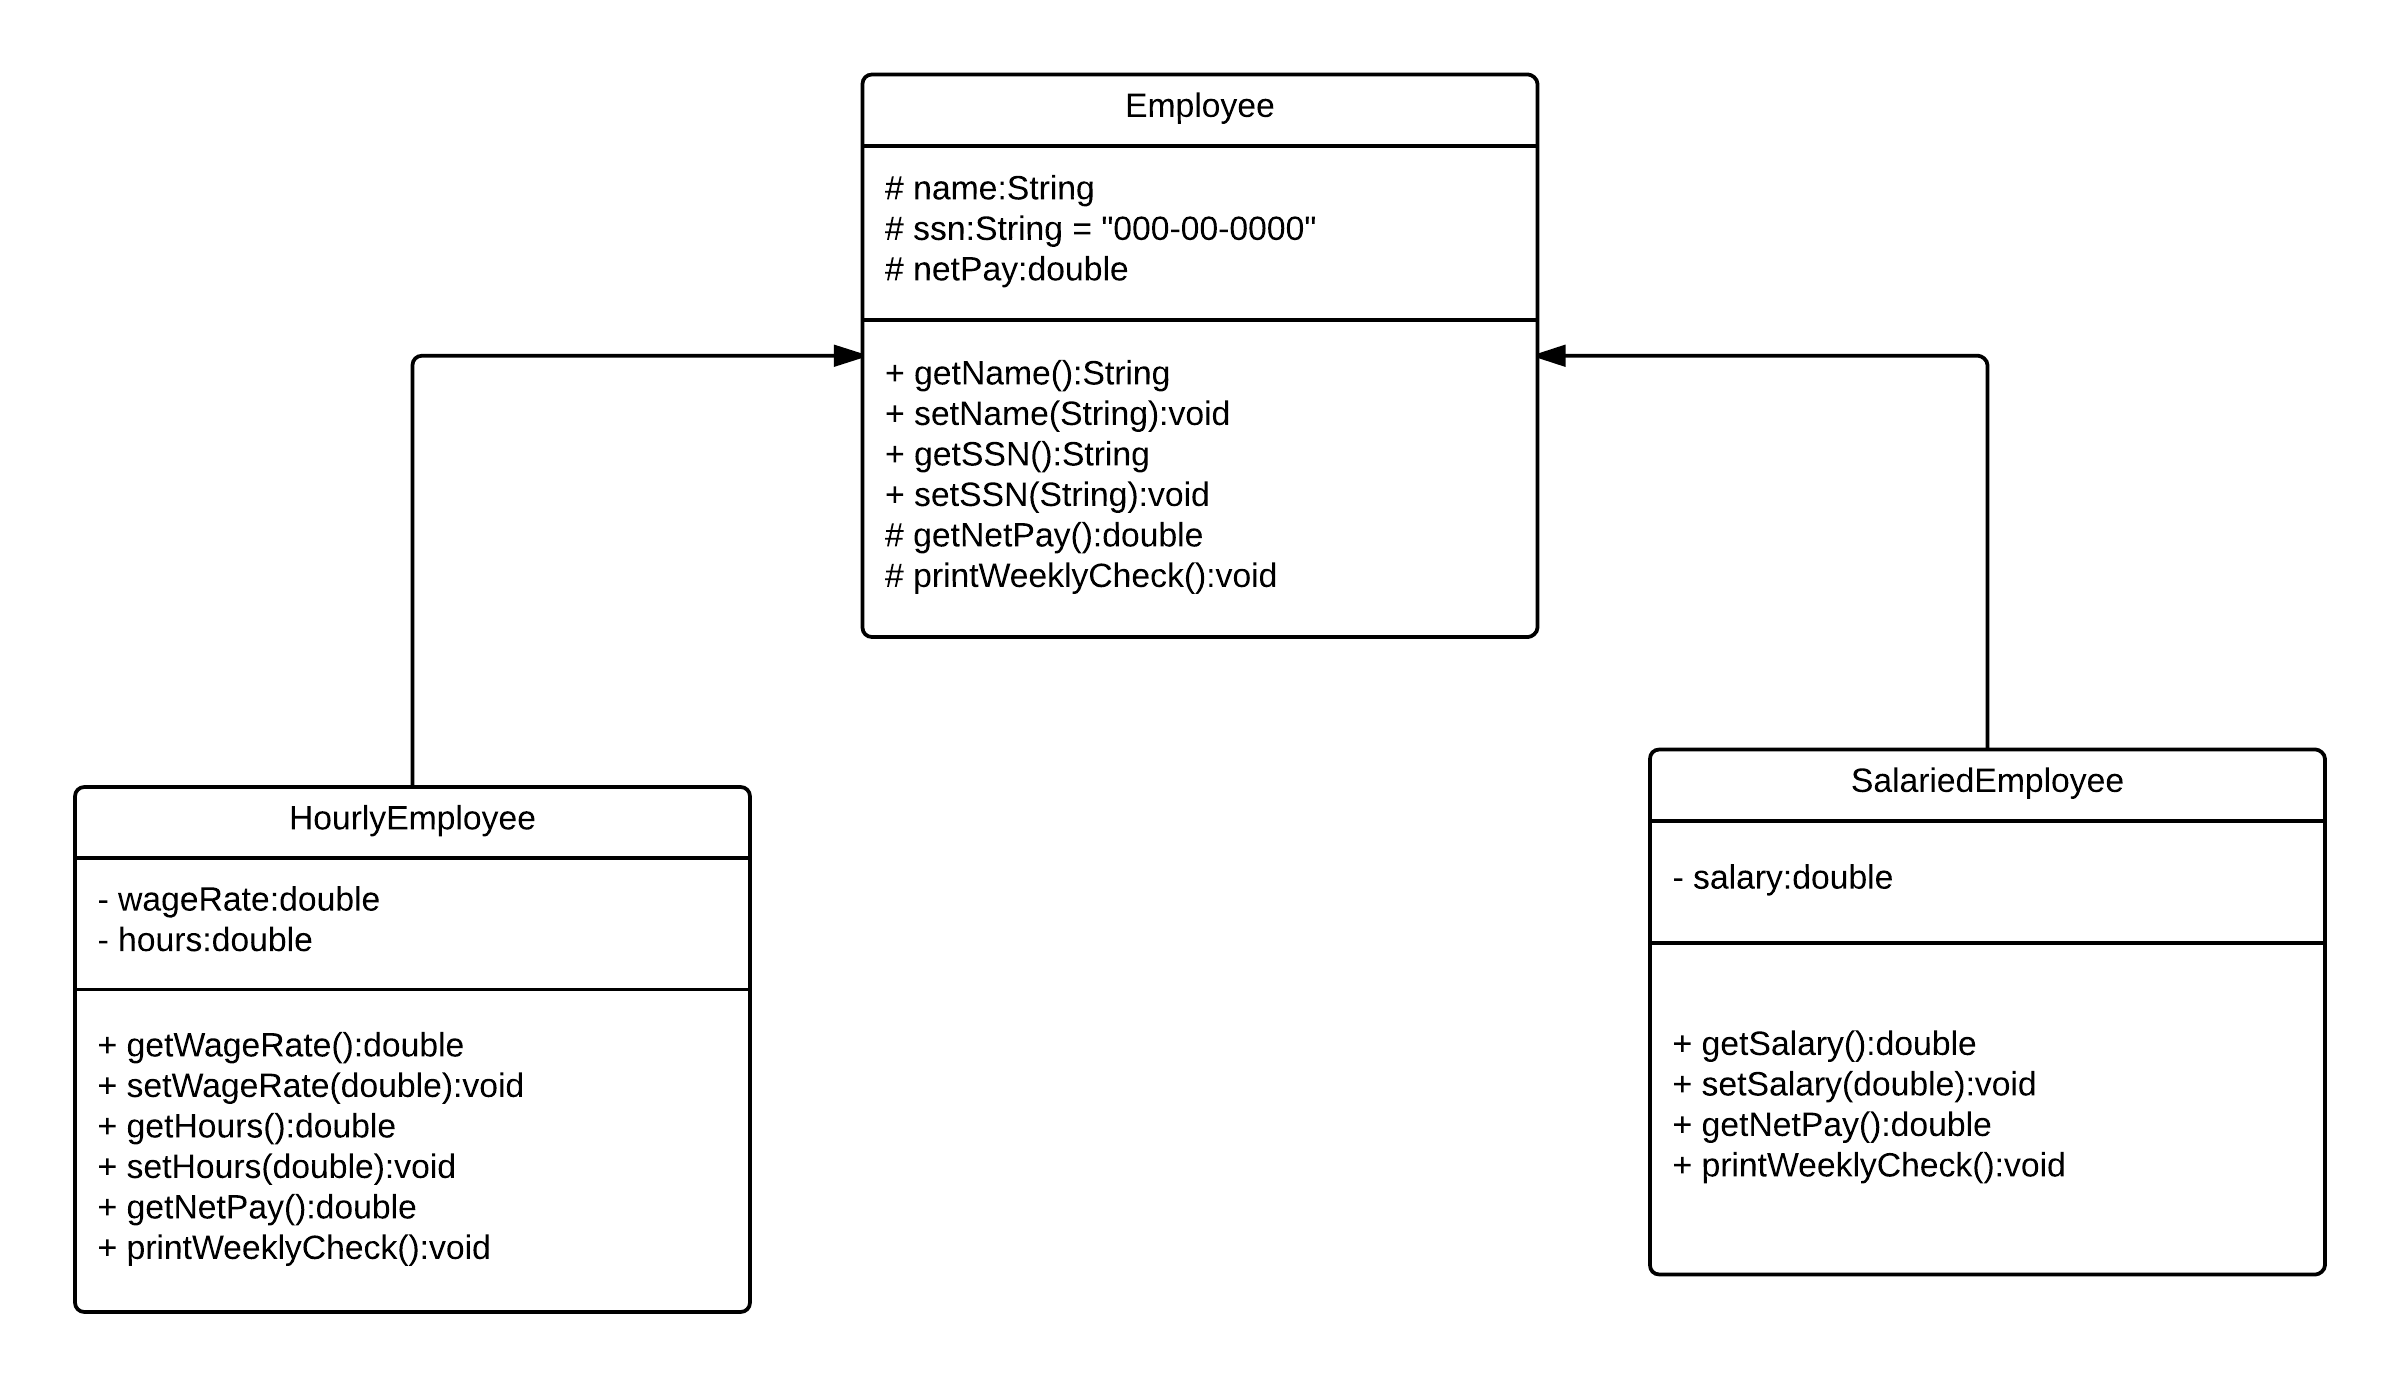 Employee
# name:String
# ssn:String = "000-00-0000"
# netPay:double
+ getName():String
+ setName(String):void
+ getSSN():String
+ setSSN(String):void
# getNetPay():double
# printWeeklyCheck():void
HourlyEmployee
- wageRate:double
- hours:double
+ getWageRate():double
+ setWageRate(double):void
+ getHours():double
+ setHours(double):void
+ getNetPay():double
+ printWeeklyCheck():void
SalariedEmployee
- salary:double
+ getSalary():double
+ setSalary(double):void
+ getNetPay():double
+ printWeeklyCheck():void